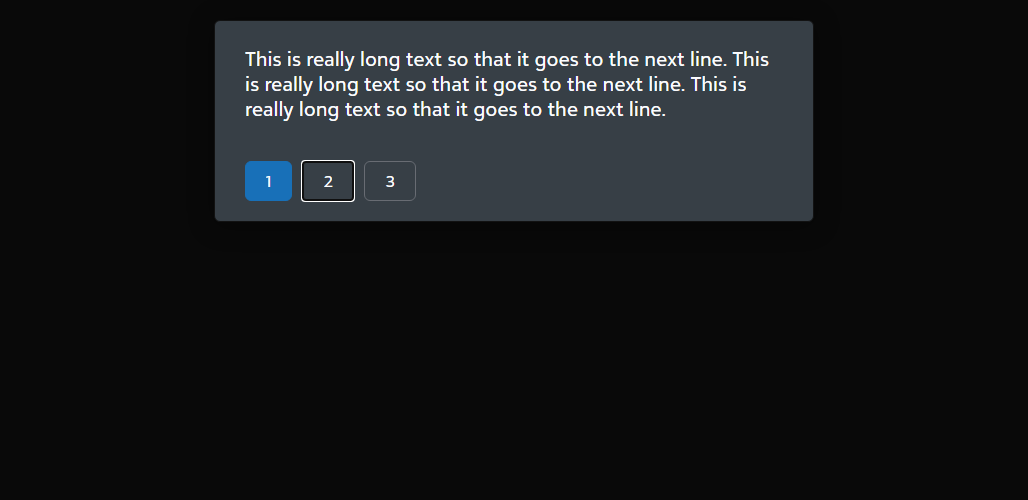 This is really long text so that it goes to the next line. This
is really long text so that it goes to the next line. This is
really long text so that it goes to the next line.
1 2 3